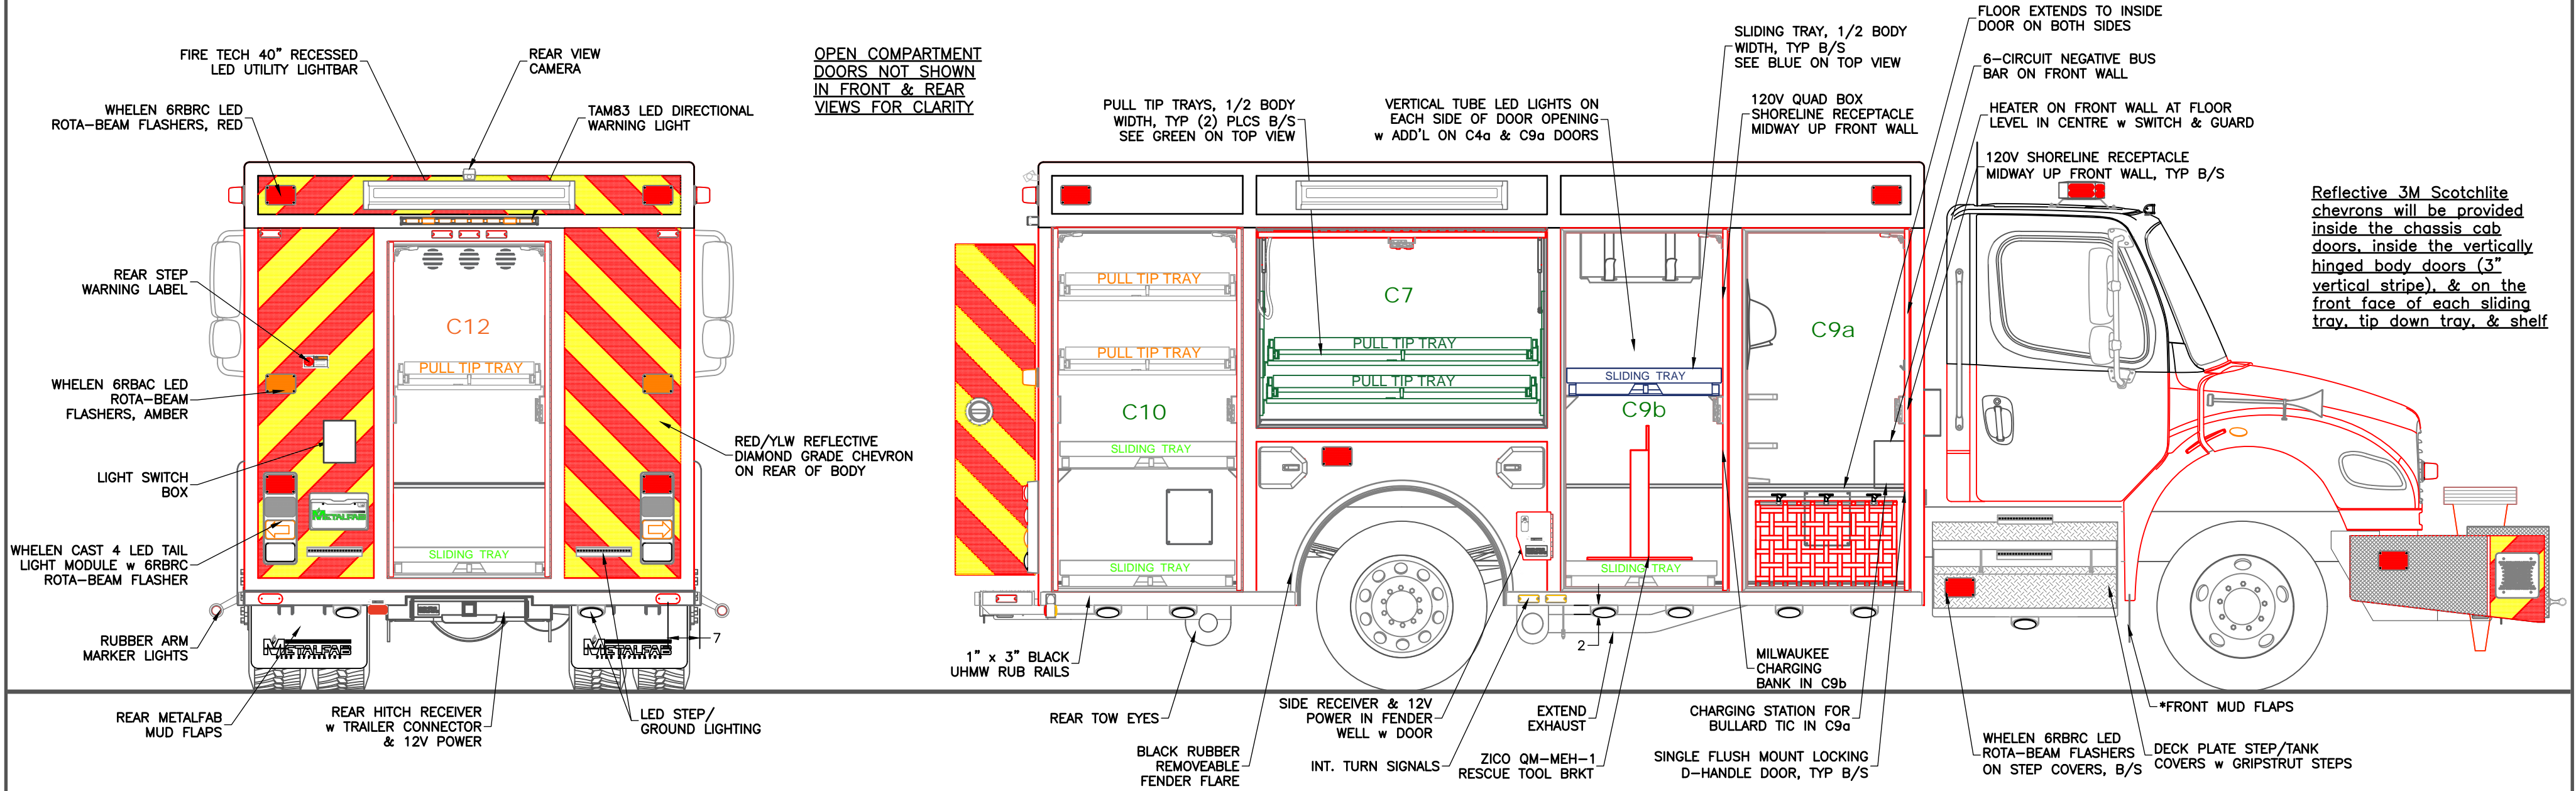 FIRE TECH 40" RECESSED
LED UTILITY LIGHTBAR
REAR VIEW
CAMERA
WHELEN 6RBRC LED
ROTA-BEAM FLASHERS, RED
TAM83 LED DIRECTIONAL
WARNING LIGHT
OPEN COMPARTMENT
DOORS NOT SHOWN
IN FRONT & REAR
VIEWS FOR CLARITY
REAR STEP
WARNING LABEL
C12
PULL TIP TRAY
WHELEN 6RBAC LED
ROTA-BEAM
FLASHERS, AMBER
LIGHT SWITCH
BOX
RED/YLW REFLECTIVE
DIAMOND GRADE CHEVRON
ON REAR OF BODY
METALFAB
WHELEN CAST 4 LED TAIL
LIGHT MODULE w 6RBRC
ROTA-BEAM FLASHER
SLIDING TRAY
RUBBER ARM
MARKER LIGHTS
METALFAB
METALFAB
7
REAR METALFAB
MUD FLAPS
REAR HITCH RECEIVER
w TRAILER CONNECTOR
& 12V POWER
LED STEP/
GROUND LIGHTING
PULL TIP TRAYS, 1/2 BODY
WIDTH, TYP (2) PLCS B/S
SEE GREEN ON TOP VIEW
VERTICAL TUBE LED LIGHTS ON
EACH SIDE OF DOOR OPENING
w ADD'L ON C4a & C9a DOORS
SLIDING TRAY, 1/2 BODY
WIDTH, TYP B/S
SEE BLUE ON TOP VIEW
120V QUAD BOX
SHORELINE RECEPTACLE
MIDWAY UP FRONT WALL
FLOOR EXTENDS TO INSIDE
DOOR ON BOTH SIDES
6-CIRCUIT NEGATIVE BUS
BAR ON FRONT WALL
HEATER ON FRONT WALL AT FLOOR
LEVEL IN CENTRE w SWITCH & GUARD
120V SHORELINE RECEPTACLE
MIDWAY UP FRONT WALL, TYP B/S
Reflective 3M Scotchlite
chevrons will be provided
inside the chassis cab
doors, inside the vertically
hinged body doors (3"
vertical stripe), & on the
front face of each sliding
tray, tip down tray, & shelf
PULL TIP TRAY
PULL TIP TRAY
C10
SLIDING TRAY
SLIDING TRAY
C7
PULL TIP TRAY
PULL TIP TRAY
SLIDING TRAY
C9b
SLIDING TRAY
C9a
1" x 3" BLACK
UHMW RUB RAILS
REAR TOW EYES
BLACK RUBBER
REMOVEABLE
FENDER FLARE
SIDE RECEIVER & 12V
POWER IN FENDER
WELL w DOOR
INT. TURN SIGNALS
2
EXTEND
EXHAUST
ZICO QM-MEH-1
RESCUE TOOL BRKT
MILWAUKEE
CHARGING
BANK IN C9b
CHARGING STATION FOR
BULLARD TIC IN C9a
SINGLE FLUSH MOUNT LOCKING
D-HANDLE DOOR, TYP B/S
WHELEN 6RBRC LED
ROTA-BEAM FLASHERS
ON STEP COVERS, B/S
*FRONT MUD FLAPS
DECK PLATE STEP/TANK
COVERS w GRIPSTRUT STEPS